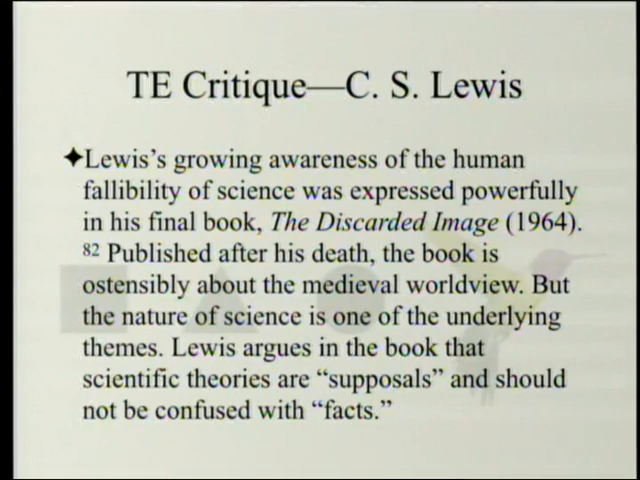 TE Critique—C. S. Lewis
✦Lewis’s growing awareness of the human
fallibility of science was expressed powerfully
in his final book, The Discarded Image (1964).
82 Published after his death, the book is
ostensibly about the medieval worldview. But
the nature of science is one of the underlying
themes. Lewis argues in the book that
scientific theories are “supposals” and should
not be confused with “facts.”